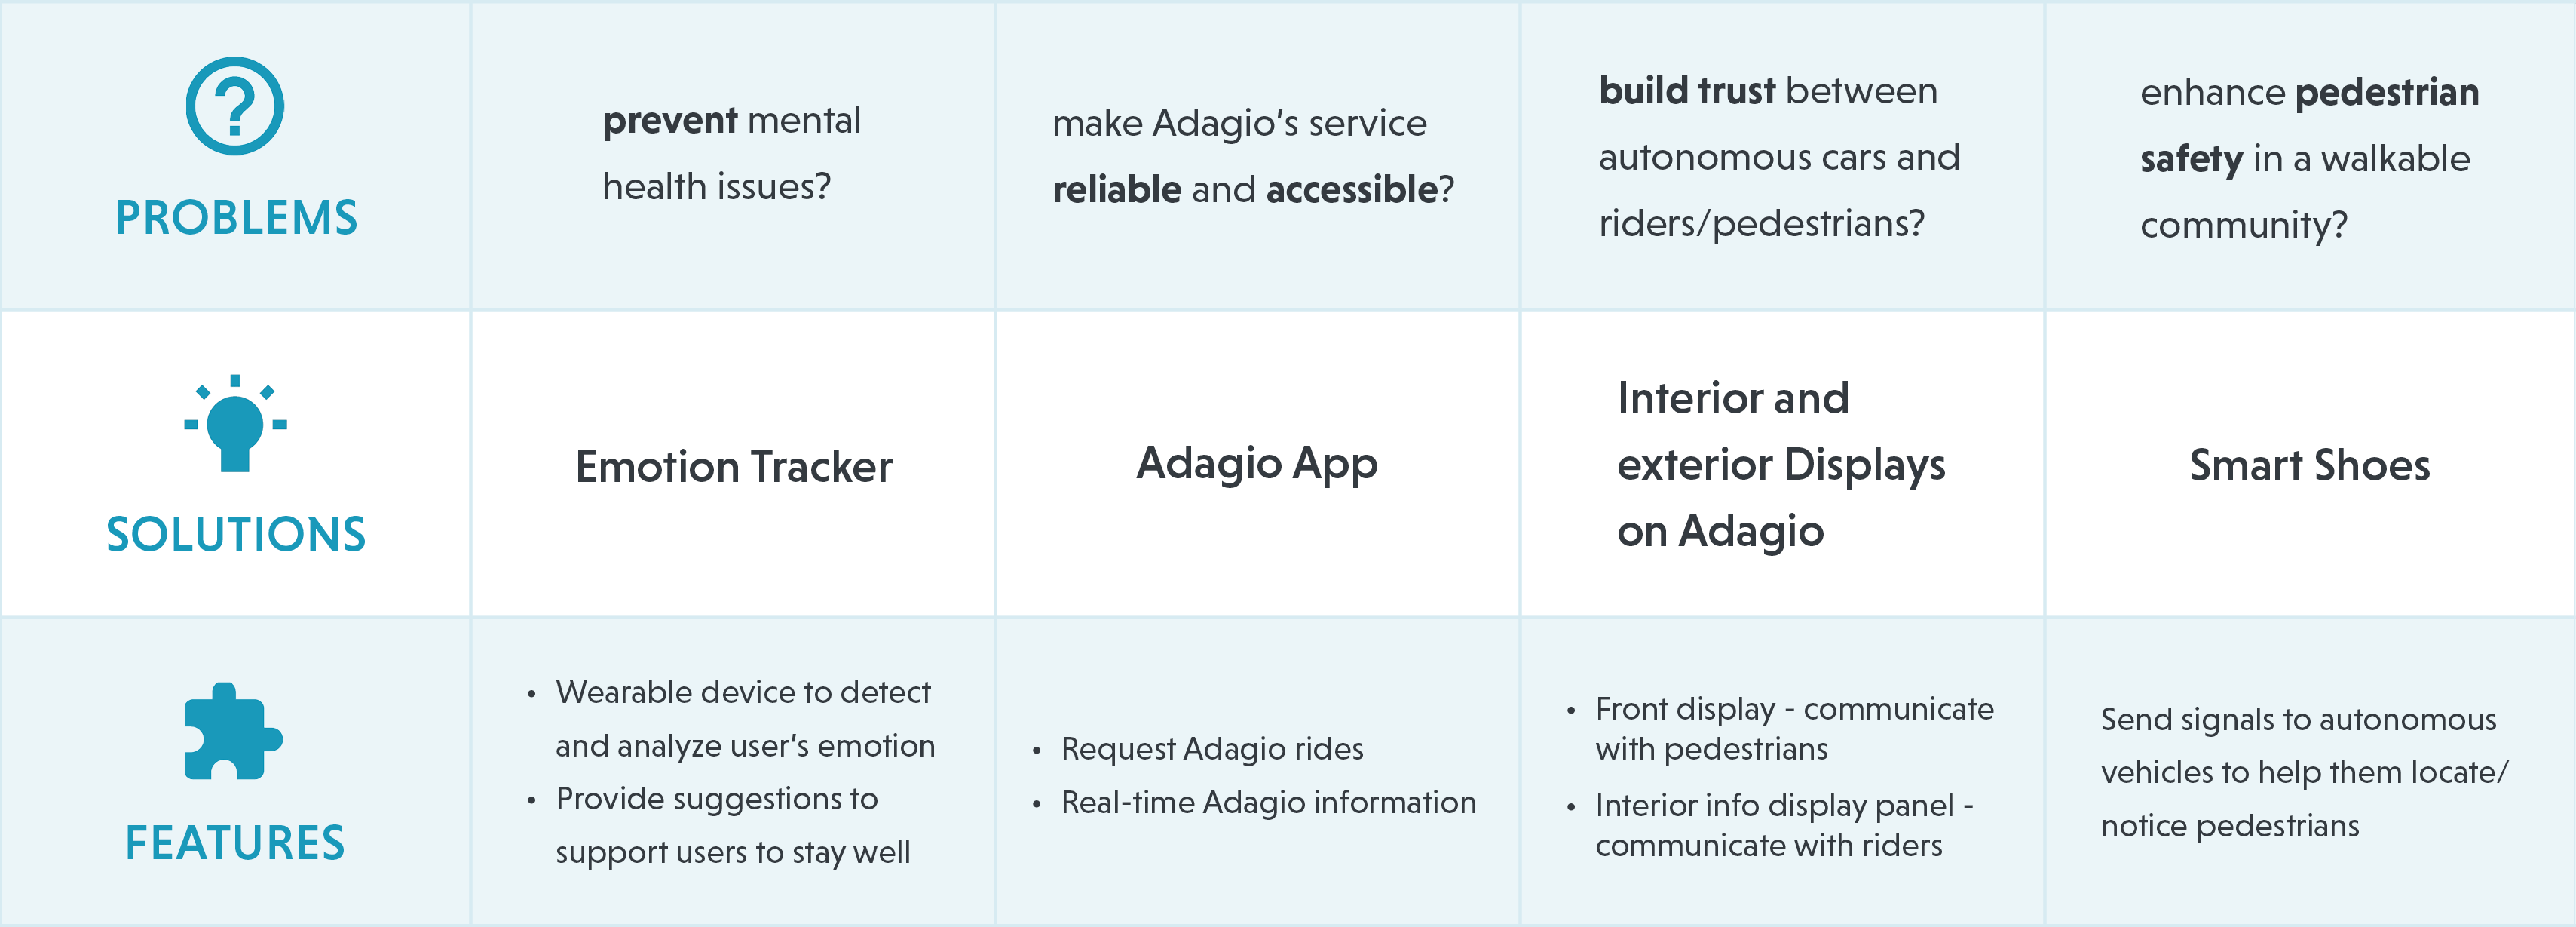 PROBLEMS
prevent mental
health issues?
make Adagio’s service
reliable and accessible?
build trust between
autonomous cars and
riders/pedestrians?
enhance pedestrian
safety in a walkable
community?
SOLUTIONS
Emotion Tracker
Adagio App
Interior and
exterior Displays
on Adagio
Smart Shoes
FEATURES
• Wearable device to detect
and analyze user’s emotion
• Provide suggestions to
support users to stay well
• Request Adagio rides
• Real-time Adagio information
• Front display - communicate
with pedestrians
• Interior info display panel -
communicate with riders
Send signals to autonomous
vehicles to help them locate/
notice pedestrians